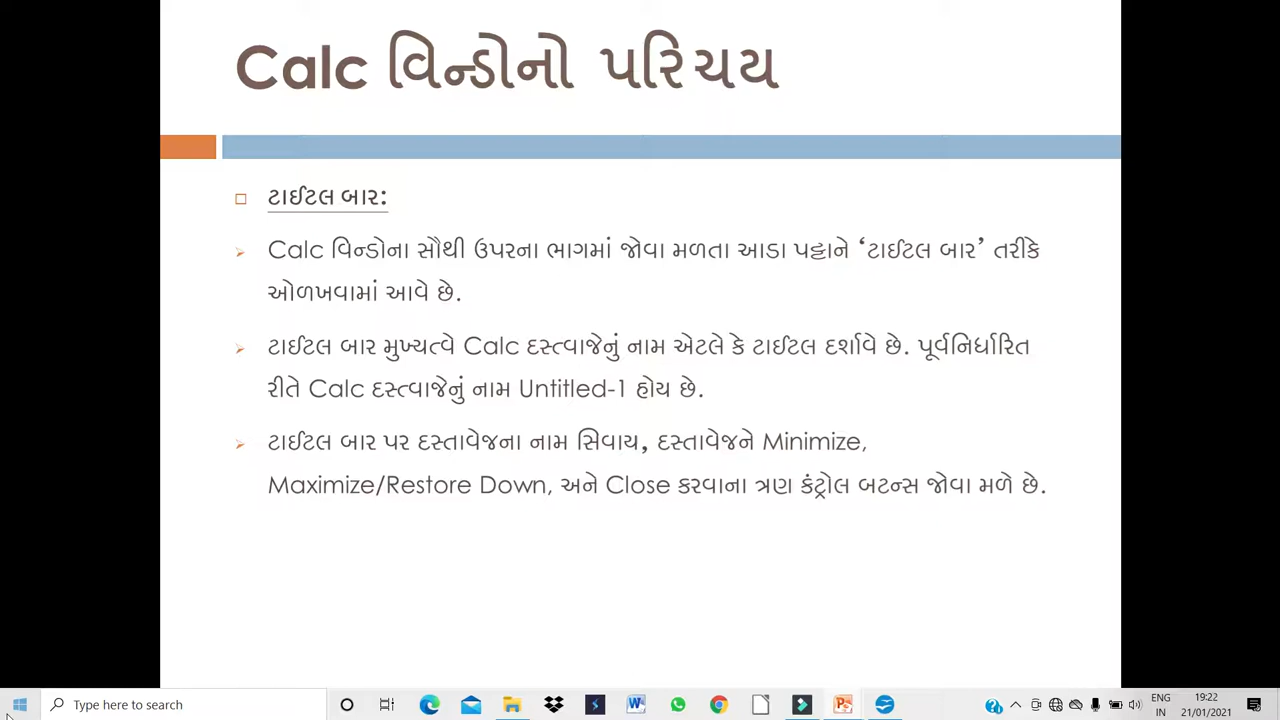 Calc વિન્ડોનો પરિચય
ટાઈટલ બાર:
Calc વિન્ડોના સૌથી ઉપરના ભાગમાં જોવા મળતા આડા પટ્ટાને ‘ટાઈટલ બાર’ તરીકે
ઓળખવામાં આવે છે.
ટાઈટલ બાર મુખ્યત્વે Calc દસ્ત્વાજેનું નામ એટલે કે ટાઈટલ દર્શાવે છે. પૂર્વનિર્ધારિત
રીતે Calc દસ્ત્વાજેનું નામ Untitled-1 હોય છે.
ટાઈટલ બાર પર દસ્તાવેજના નામ સિવાય, દસ્તાવેજને Minimize,
Maximize/Restore Down, અને Close કરવાના ત્રણ કંટ્રોલ બટન્સ જોવા મળે છે.
Type here to search
ENG
IN
19:22
21/01/2021